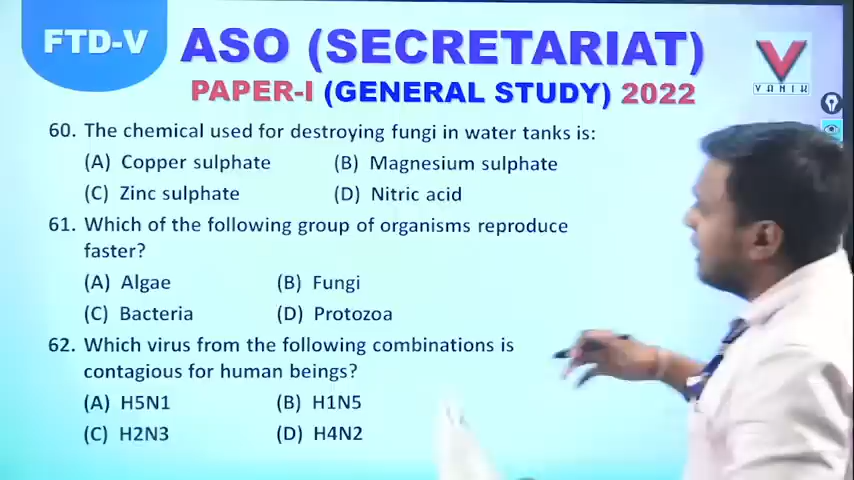 FTD-V
ASO (SECRETARIAT)
PAPER-I (GENERAL STUDY) 2022
VANIK
60. The chemical used for destroying fungi in water tanks is:
(A) Copper sulphate (B) Magnesium sulphate
(C) Zinc sulphate (D) Nitric acid
61. Which of the following group of organisms reproduce
faster?
(A) Algae (B) Fungi
(C) Bacteria (D) Protozoa
62. Which virus from the following combinations is
contagious for human beings?
(A) H5N1 (B) H1N5
(C) H2N3 (D) H4N2